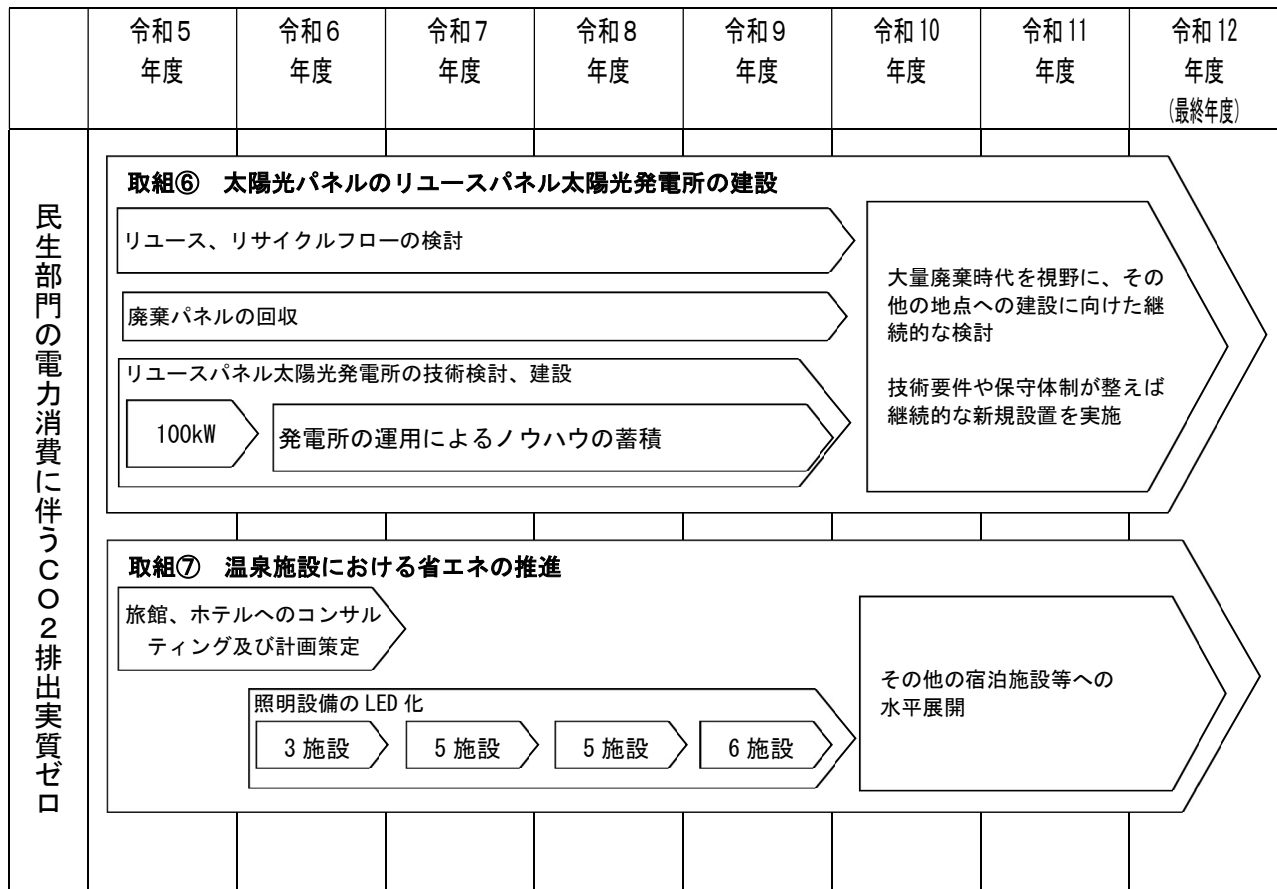 令和5
年度
令和6
年度
令和7
年度
令和8
年度
令和9
年度
令和10
年度
令和11
年度
令和12
年度
(最終年度)
民生部門の電力消費に伴うCO2排出実質ゼロ
取組⑥　太陽光パネルのリユースパネル太陽光発電所の建設
リユース、リサイクルフローの検討
廃棄パネルの回収
リユースパネル太陽光発電所の技術検討、建設
100kW
発電所の運用によるノウハウの蓄積
大量廃棄時代を視野に、その
他の地点への建設に向けた継
続的な検討
技術要件や保守体制が整えば
継続的な新規設置を実施
取組⑦　温泉施設における省エネの推進
旅館、ホテルへのコンサル
ティング及び計画策定
照明設備のLED化
3施設
5施設
5施設
6施設
その他の宿泊施設等への
水平展開